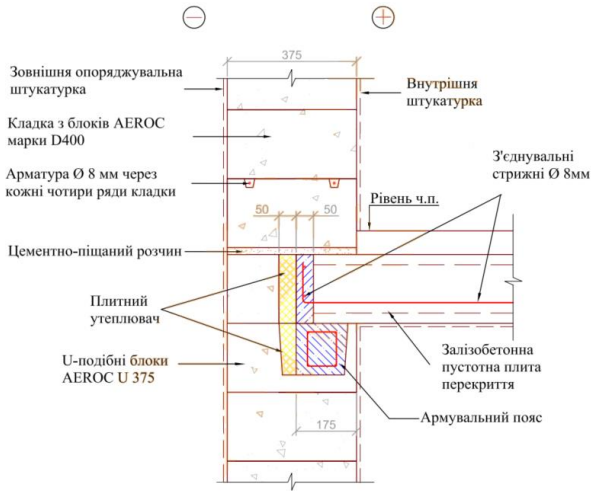 375
Зовнішня опоряджувальна
штукатурка
Внутрішня
штукатурка
Кладка з блоків AEROC
марки D400
Арматура Ø 8 мм через
кожні чотири ряди кладки
З'єднувальні
стрижні Ø 8мм
Рівень ч.п.
50
50
Цементно-піщаний розчин
Плитний
утеплювач
Залізобетонна
пустотна плита
перекриття
U-подібні блоки
AEROC U 375
Армувальний пояс
175